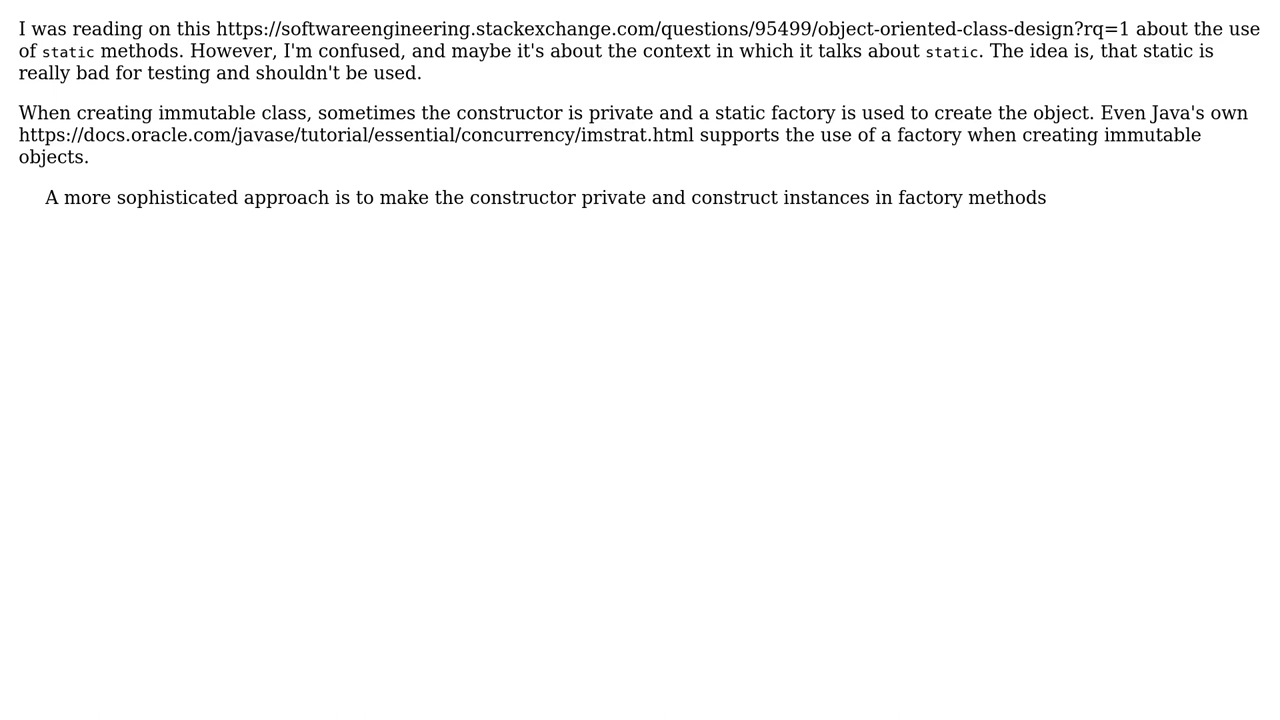 I was reading on this https://softwareengineering.stackexchange.com/questions/95499/object-oriented-class-design?rq=1 about the use
of static methods. However, I'm confused, and maybe it's about the context in which it talks about static. The idea is, that static is
really bad for testing and shouldn't be used.
When creating immutable class, sometimes the constructor is private and a static factory is used to create the object. Even Java's own
https://docs.oracle.com/javase/tutorial/essential/concurrency/imstrat.html supports the use of a factory when creating immutable
objects.
A more sophisticated approach is to make the constructor private and construct instances in factory methods